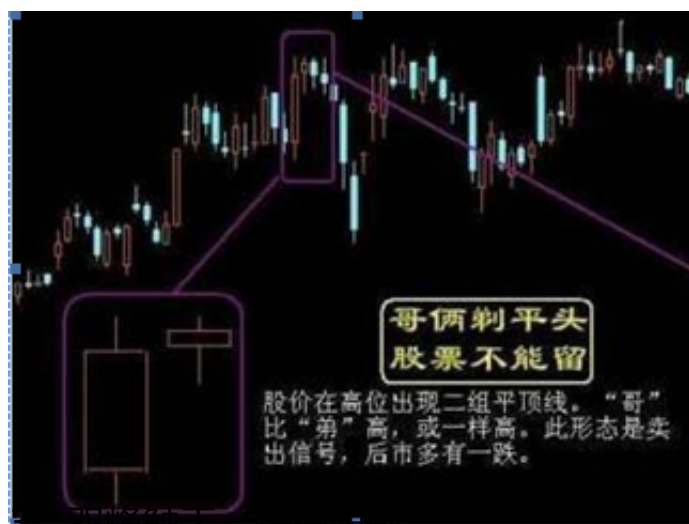 哥俩剃平头
股票不能留
股价在高位出现二组平顶线。“哥”
比“弟”高，或一样高。此形态是卖
出信号，后市多有一跌。